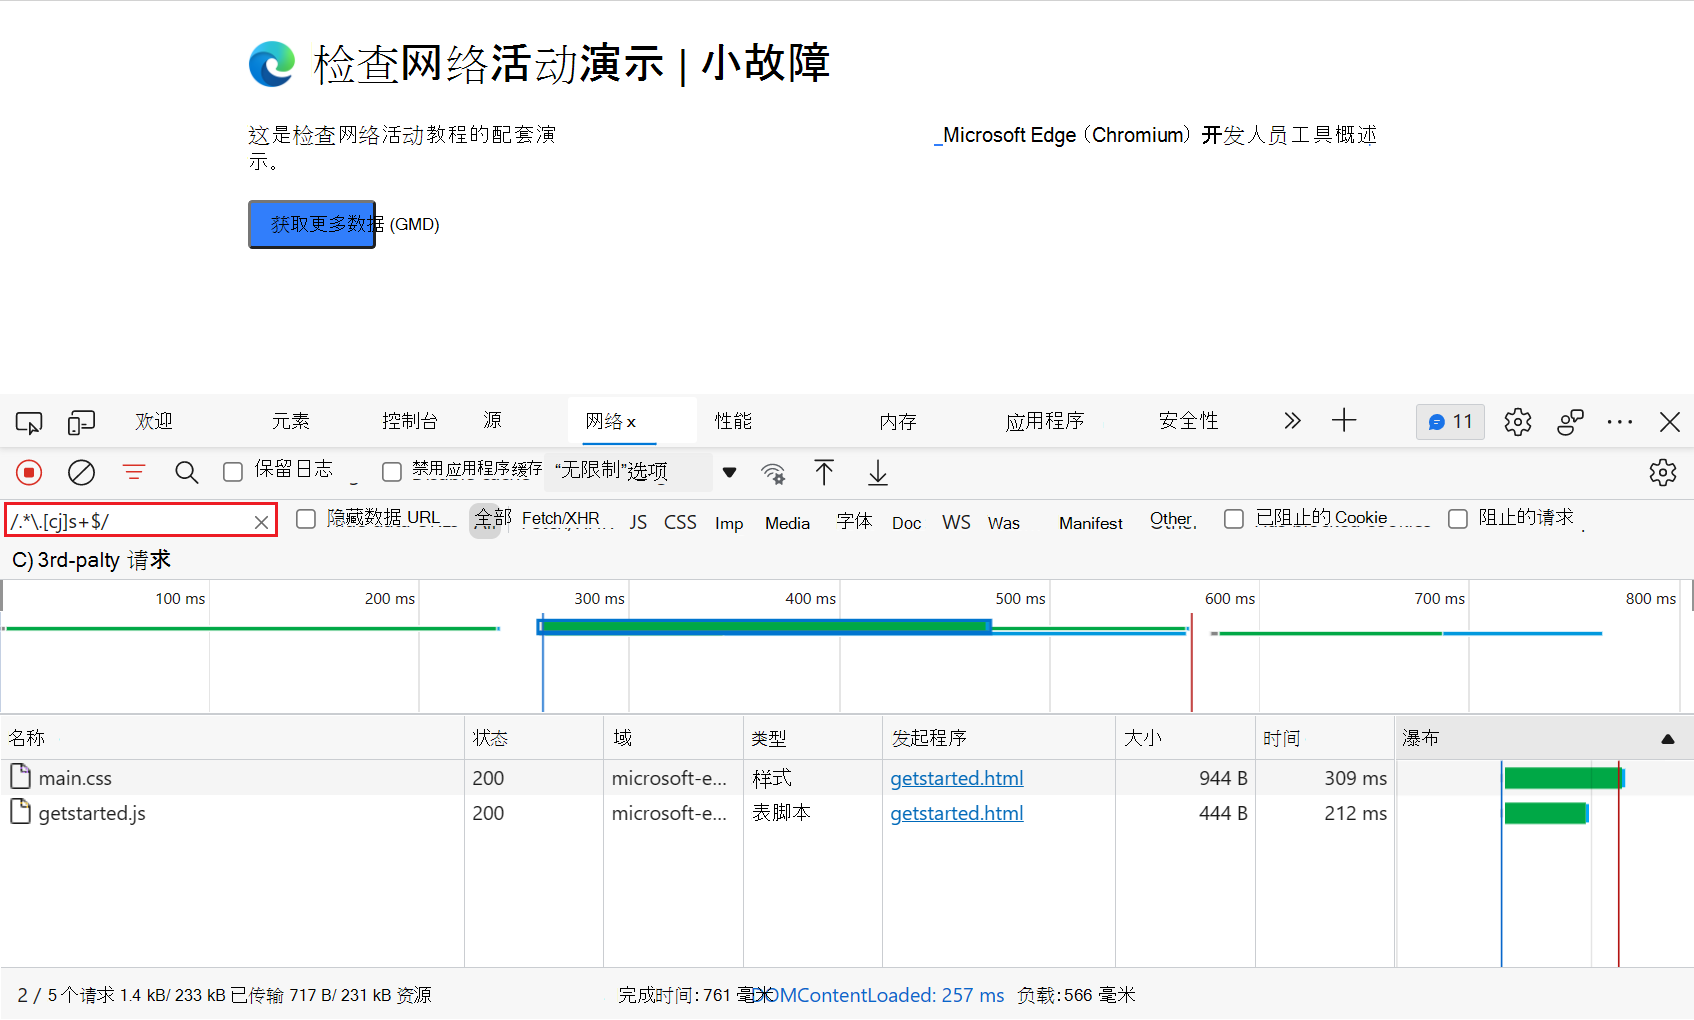 检查网络活动演示 | 小故障
这是检查网络活动教程的配套演
示。
_Microsoft Edge (Chromium) 开发人员工具概述
获取更多数据 (GMD)
欢迎 元素 控制台 源 网络 x 性能 内存 应用程序 安全性 11
保留日志 禁用应用程序缓存 “无限制”选项
/.*\.[cj]s+$/ 隐藏数据 URL 全部 Fetch/XHR JS CSS Imp Media 字体 Doc WS Was Manifest Other 已阻止的 Cookie 阻止的请求
C) 3rd-palty 请求
100 ms 200 ms 300 ms 400 ms 500 ms 600 ms 700 ms 800 ms
名称 状态 域 类型 发起程序 大小 时间 瀑布
main.css 200 microsoft-e... 样式 getstarted.html 944 B 309 ms
getstarted.js 200 microsoft-e... 表脚本 getstarted.html 444 B 212 ms
2 / 5 个请求 1.4 kB/ 233 kB 已传输 717 B/ 231 kB 资源 完成时间: 761 毫米 OMContentLoaded: 257 ms 负载: 566 毫米